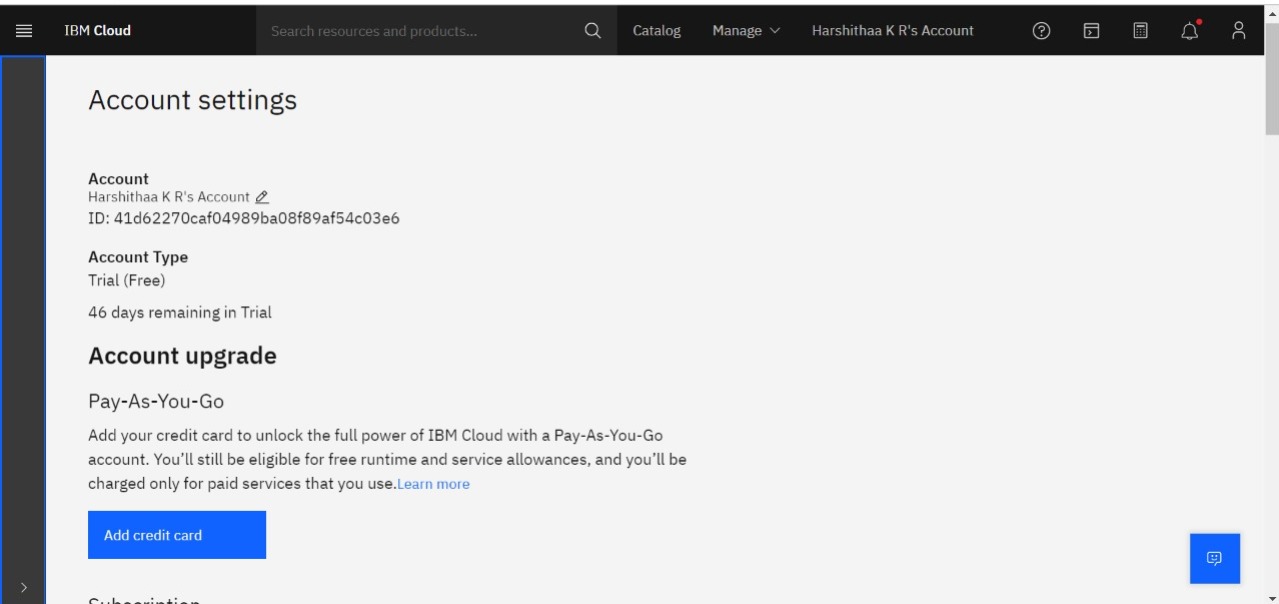 IBM Cloud
Search resources and products...
Catalog
Manage
Harshithaa K R's Account
Account settings
Account
Harshithaa K R's Account
ID: 41d62270caf04989ba08f89af54c03e6
Account Type
Trial (Free)
46 days remaining in Trial
Account upgrade
Pay-As-You-Go
Add your credit card to unlock the full power of IBM Cloud with a Pay-As-You-Go
account. You’ll still be eligible for free runtime and service allowances, and you’ll be
charged only for paid services that you use.Learn more
Add credit card
Subscription